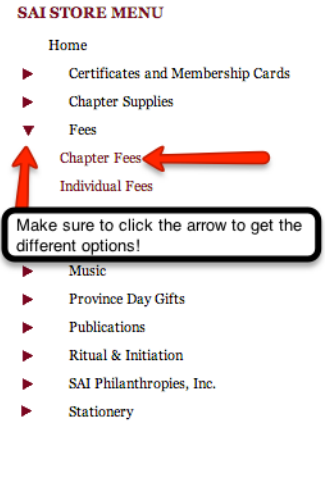 SAI STORE MENU
Home
Certificates and Membership Cards
Chapter Supplies
Fees
Chapter Fees
Individual Fees
Make sure to click the arrow to get the
different options!
Music
Province Day Gifts
Publications
Ritual & Initiation
SAI Philanthropies, Inc.
Stationery